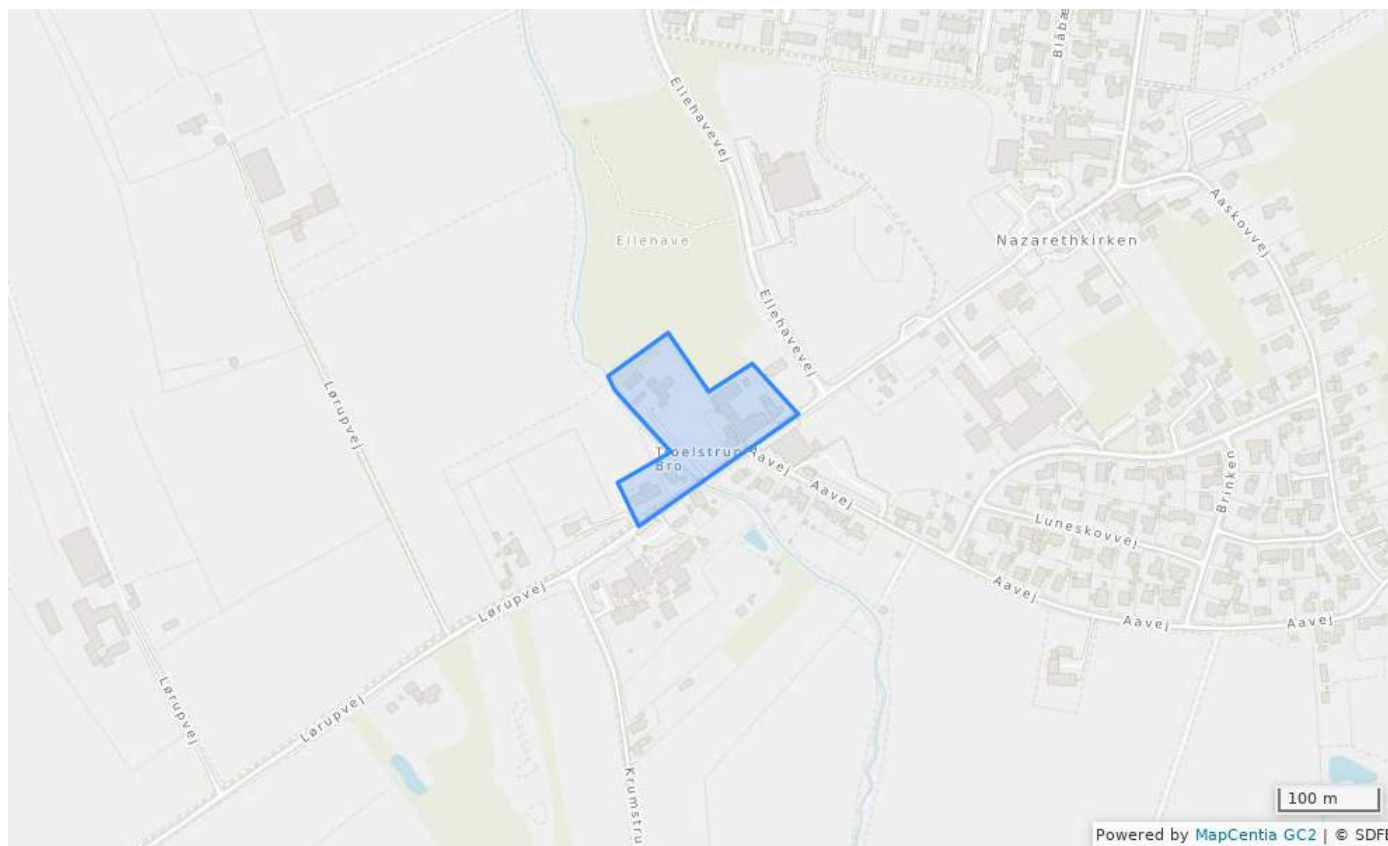 Blåbæ
Ellehavevej
Aaskovvej
Ellehave
Nazarethkirken
Ellehavevej
Lørupvej
Troelstrup
Bro
Aavej
Aavej
Brinken
Luneskovvej
Aavej
Lørupvej
Aavej
Aavej
Lørupvej
Lørupvej
Krumstru
100 m
Powered by MapCentia GC2 | © SDFE